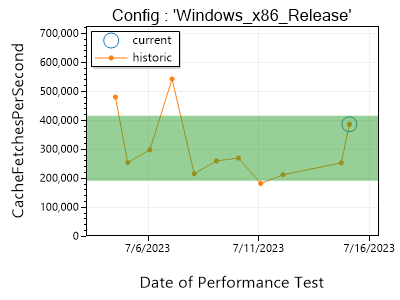 Config : 'Windows_x86_Release'
CacheFetchesPerSecond
700,000
600,000
500,000
400,000
300,000
200,000
100,000
0
current
historic
7/6/2023
7/11/2023
7/16/2023
Date of Performance Test